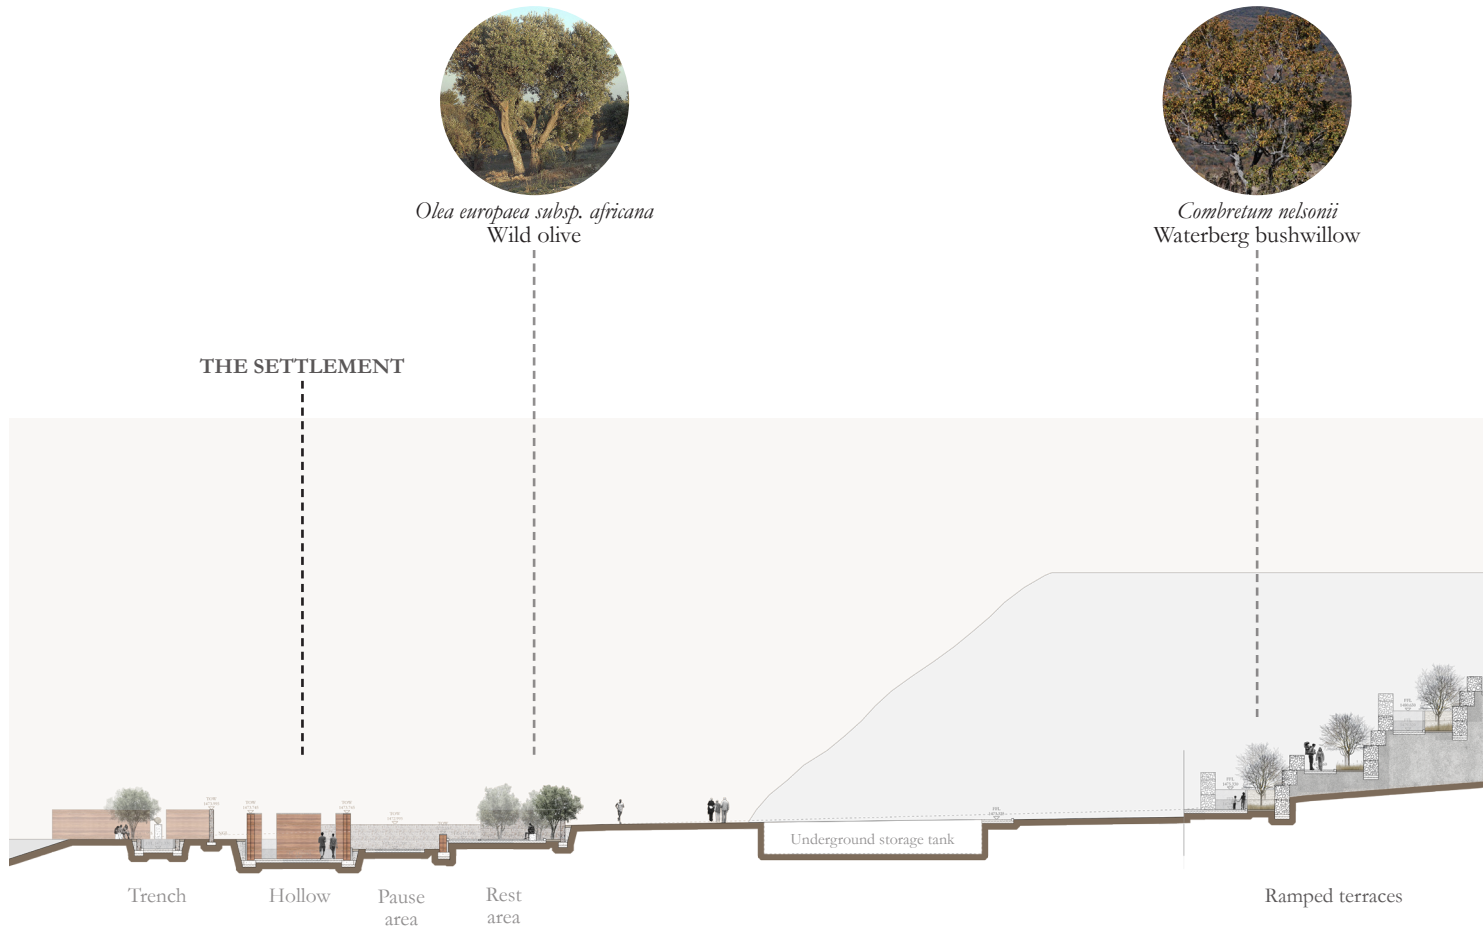 Olea europaea subsp. africana
Wild olive
Combretum nelsonii
Waterberg bushwillow
THE SETTLEMENT
Underground storage tank
Trench
Hollow
Pause
area
Rest
area
Ramped terraces